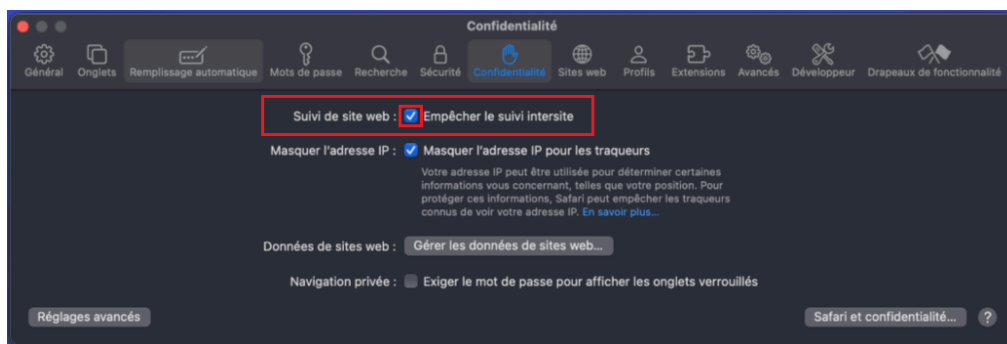 Confidentialité
Général Onglets Remplissage automatique Mots de passe Recherche Sécurité Confidentialité Sites web Profils Extensions Avancés Développeur Drapeaux de fonctionnalité
Suivi de site web : Empêcher le suivi intersite
Masquer l'adresse IP : Masquer l'adresse IP pour les traqueurs
Votre adresse IP peut être utilisée pour déterminer certaines
informations vous concernant, telles que votre position. Pour
protéger ces informations, Safari peut empêcher les traqueurs
connus de voir votre adresse IP. En savoir plus...
Données de sites web : Gérer les données de sites web...
Navigation privée : Exiger le mot de passe pour afficher les onglets verrouillés
Réglages avancés Safari et confidentialité... ?